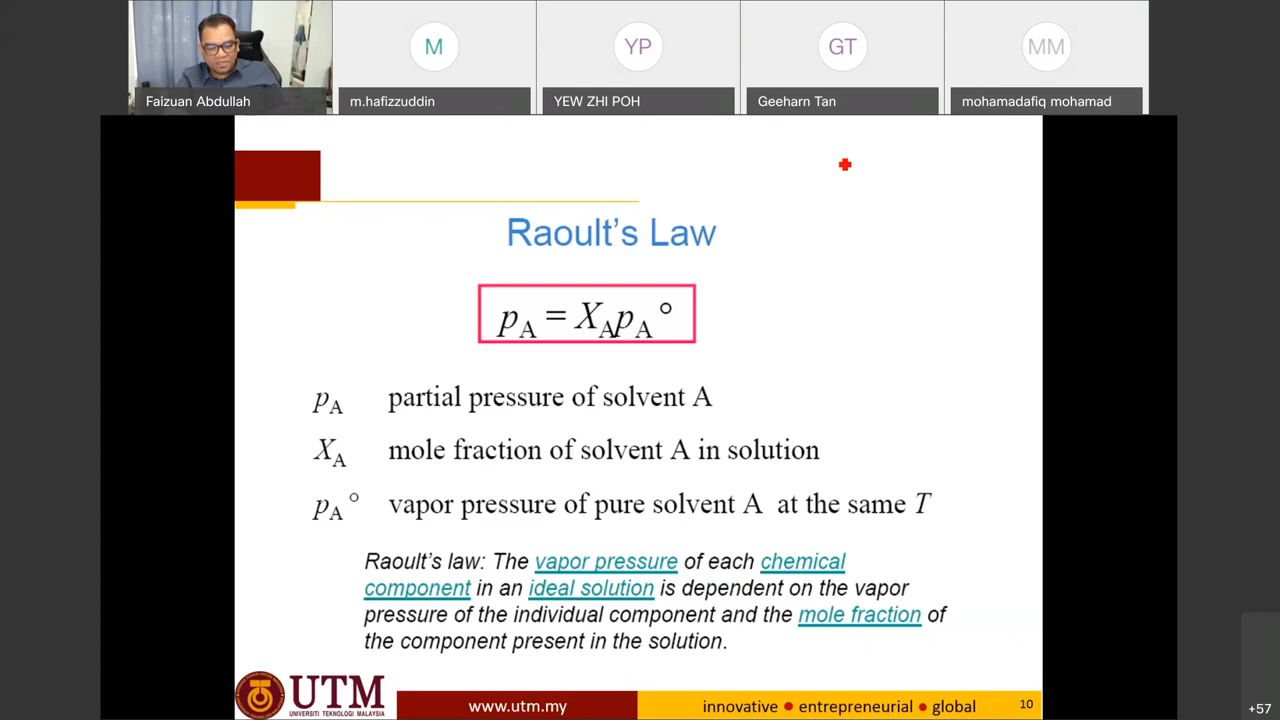 M
YP
GT
MM
Faizuan Abdullah
m.hafizzuddin
YEW ZHI POH
Geeharn Tan
mohamadafiq mohamad
Raoult's Law
pA = XApA°
pA partial pressure of solvent A
XA mole fraction of solvent A in solution
pA° vapor pressure of pure solvent A at the same T
Raoult's law: The vapor pressure of each chemical
component in an ideal solution is dependent on the vapor
pressure of the individual component and the mole fraction of
the component present in the solution.
UTM
UNIVERSITI TEKNOLOGI MALAYSIA
www.utm.my
innovative ● entrepreneurial ● global
10
+57